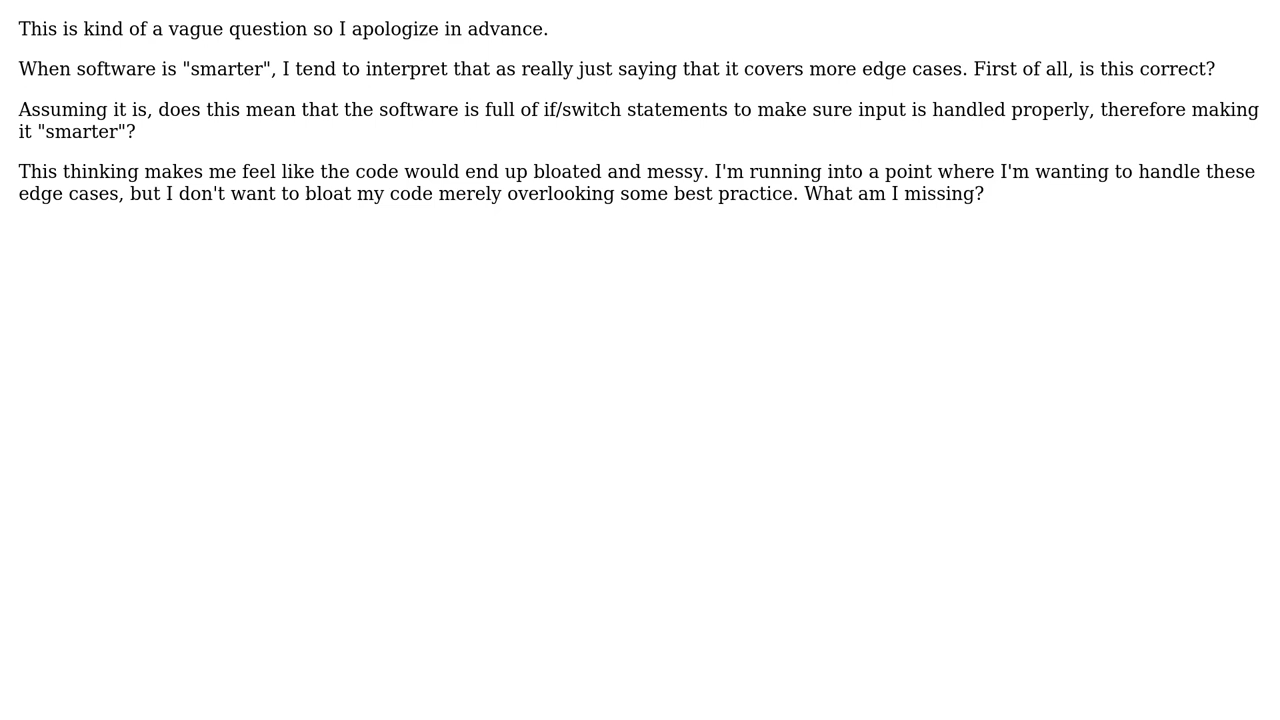 This is kind of a vague question so I apologize in advance.
When software is "smarter", I tend to interpret that as really just saying that it covers more edge cases. First of all, is this correct?
Assuming it is, does this mean that the software is full of if/switch statements to make sure input is handled properly, therefore making
it "smarter"?
This thinking makes me feel like the code would end up bloated and messy. I'm running into a point where I'm wanting to handle these
edge cases, but I don't want to bloat my code merely overlooking some best practice. What am I missing?